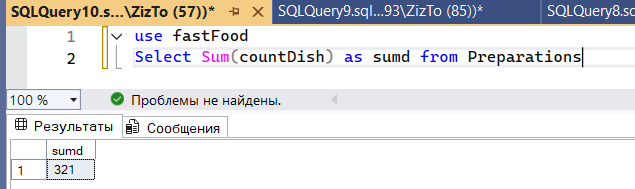 SQLQuery10.s...\ZizTo (57))* SQLQuery9.sql...93\ZizTo (85))* SQLQuery8.sq
1 use fastFood
2 Select Sum(countDish) as sumd from Preparations
100 % Проблемы не найдены.
Результаты Сообщения
sumd
1 321